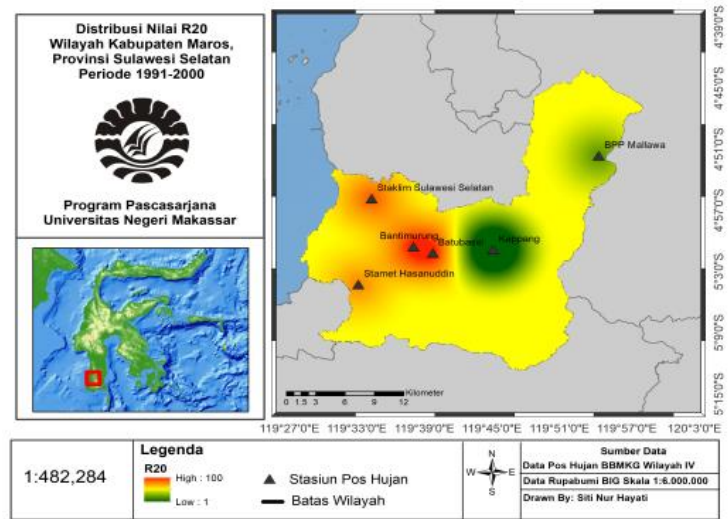 Distribusi Nilai R20
Wilayah Kabupaten Maros,
Provinsi Sulawesi Selatan
Periode 1991-2000
Program Pascasarjana
Universitas Negeri Makassar
BPP Mallawa
Staklim Sulawesi Selatan
Bantimurung
Batubassi
Kappang
Stamet Hasanuddin
Kilometer
0 1.5 3 6 9 12
4°39'0"S
4°45'0"S
4°51'0"S
4°57'0"S
5°3'0"S
5°9'0"S
5°15'0"S
119°27'0"E
119°33'0"E
119°39'0"E
119°45'0"E
119°51'0"E
119°57'0"E
120°3'0"E
1:482,284
Legenda
R20
High : 100
Low : 1
Stasiun Pos Hujan
Batas Wilayah
N
W E
S
Sumber Data
Data Pos Hujan BBMKG Wilayah IV
Data Rupabumi BIG Skala 1:6.000.000
Drawn By: Siti Nur Hayati